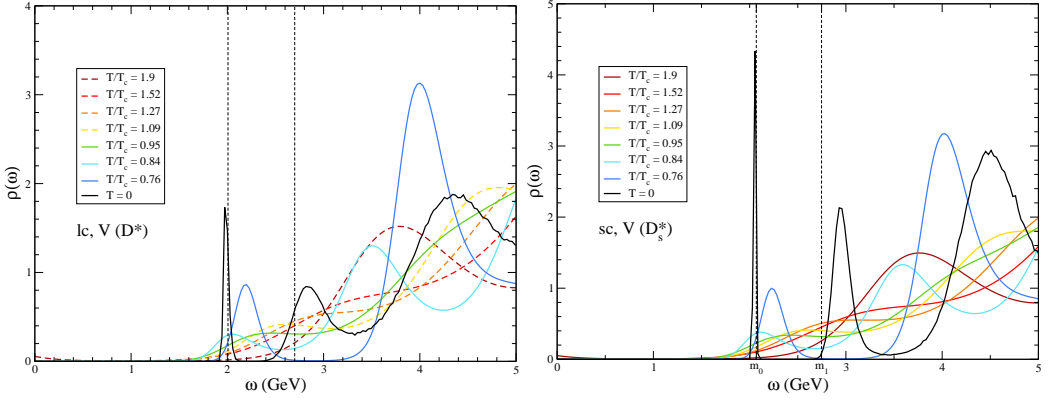 4
3
2
1
0
ρ(ω)
T/T_c = 1.9
T/T_c = 1.52
T/T_c = 1.27
T/T_c = 1.09
T/T_c = 0.95
T/T_c = 0.84
T/T_c = 0.76
T = 0
lc, V (D*)
0 1 2 3 4 5
ω (GeV)
5
4
3
2
1
0
ρ(ω)
T/T_c = 1.9
T/T_c = 1.52
T/T_c = 1.27
T/T_c = 1.09
T/T_c = 0.95
T/T_c = 0.84
T/T_c = 0.76
T = 0
sc, V (D_s^*)
0 1 m_0 m_1 3 4 5
ω (GeV)